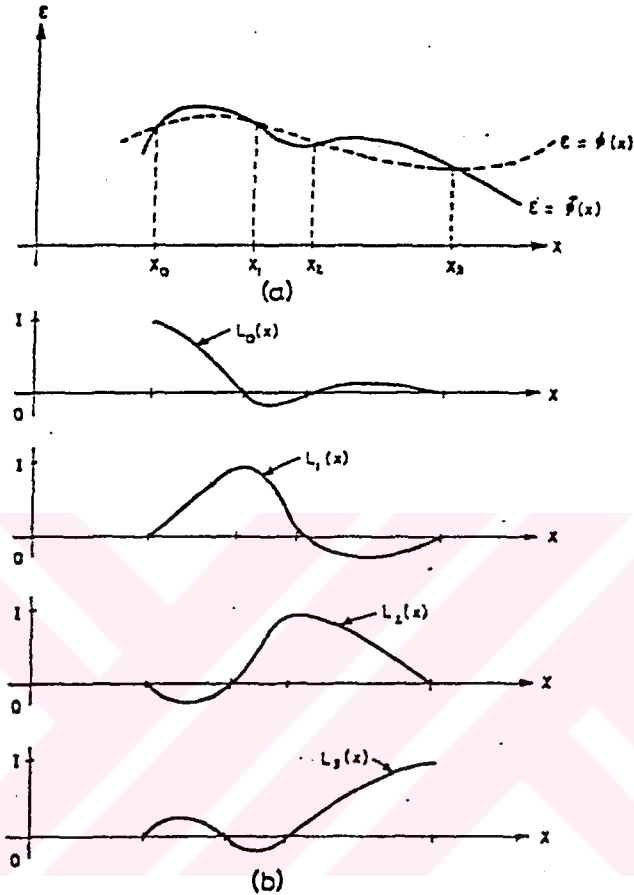 ε
ε = φ(x)
ε = φ̄(x)
x₀ x₁ x₂ x₃ x
(a)
1
L₀(x)
0 x
1
L₁(x)
0 x
1
L₂(x)
0 x
1
L₃(x)
0 x
(b)